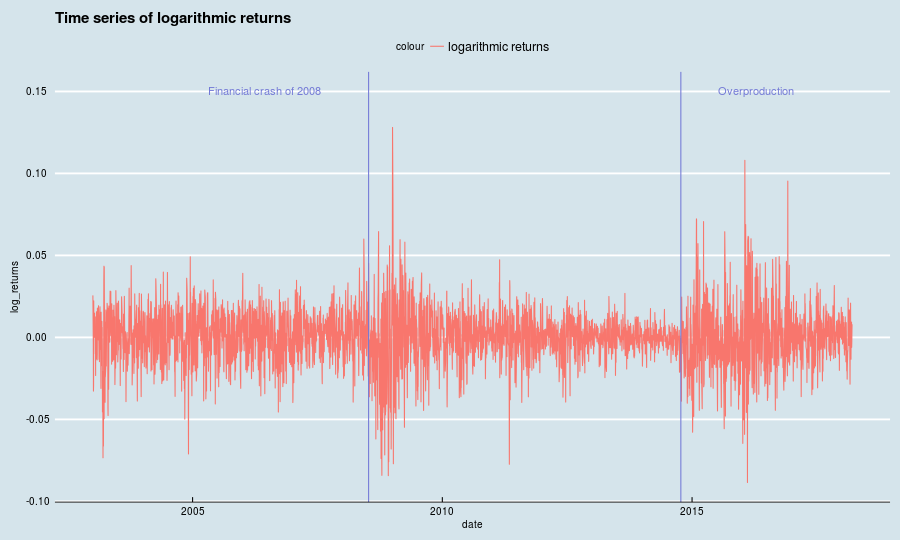 Time series of logarithmic returns
colour logarithmic returns
0.15
Financial crash of 2008
Overproduction
0.10
0.05
log_returns
0.00
-0.05
-0.10
2005
2010
2015
date